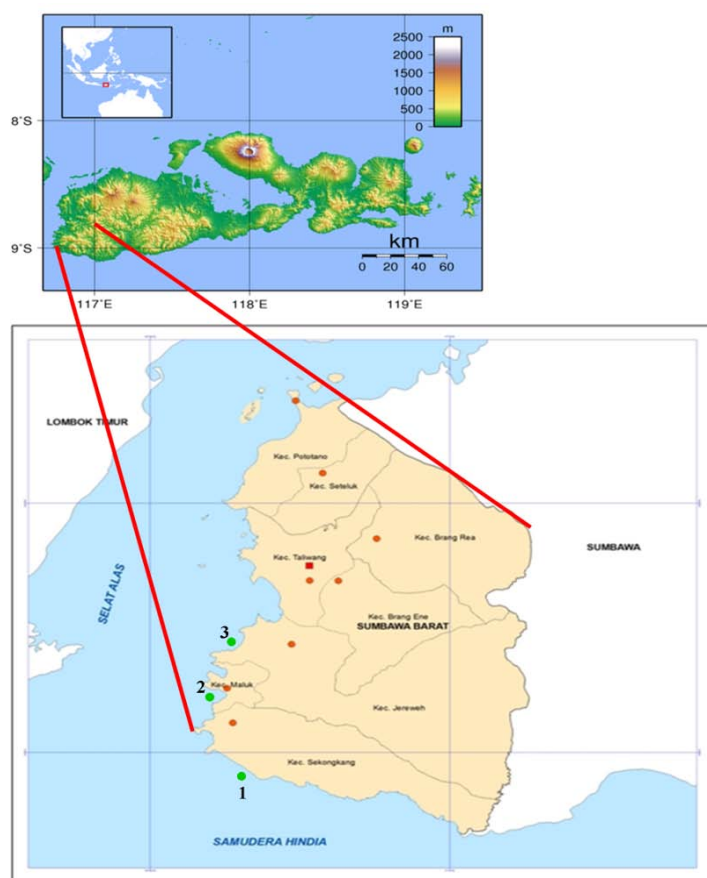 m
2500
2000
1500
1000
500
0
8°S
9°S
km
0 10 20 40 60
117°E
118°E
119°E
LOMBOK TIMUR
Kec. Pototano
Kec. Seteluk
Kec. Brang Rea
Kec. Taliwang
SUMBAWA
SELAT ALAS
Kec. Brang Ene
SUMBAWA BARAT
3
Kec. Maluk
2
Kec. Jereweh
Kec. Sekongkang
1
SAMUDERA HINDIA